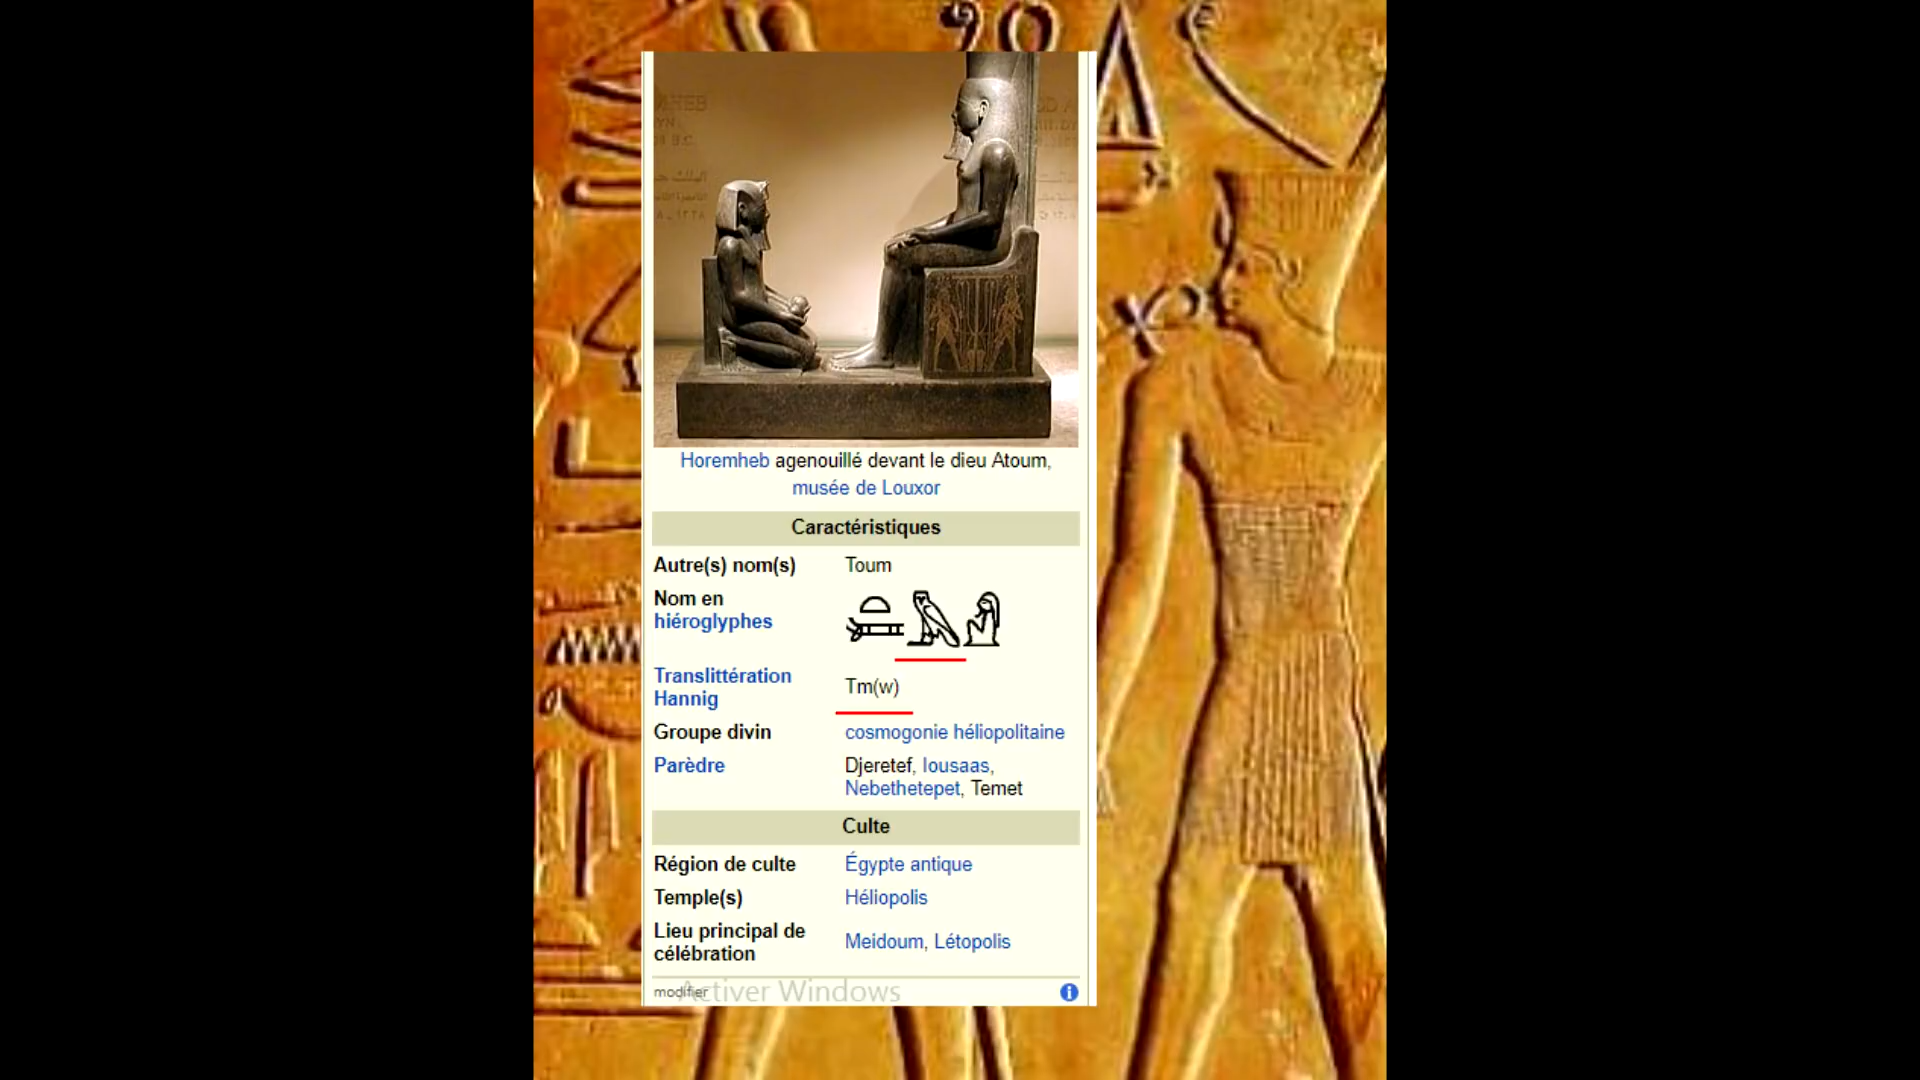 Horemheb agenouillé devant le dieu Atoum,
musée de Louxor
Caractéristiques
Autre(s) nom(s) Toum
Nom en
hiéroglyphes
Translittération
Hannig Tm(w)
Groupe divin cosmogonie héliopolitaine
Parèdre Djeretef, Iousaas,
Nebethetepet, Temet
Culte
Région de culte Égypte antique
Temple(s) Héliopolis
Lieu principal de
célébration Meidoum, Létopolis
modifier
Activer Windows